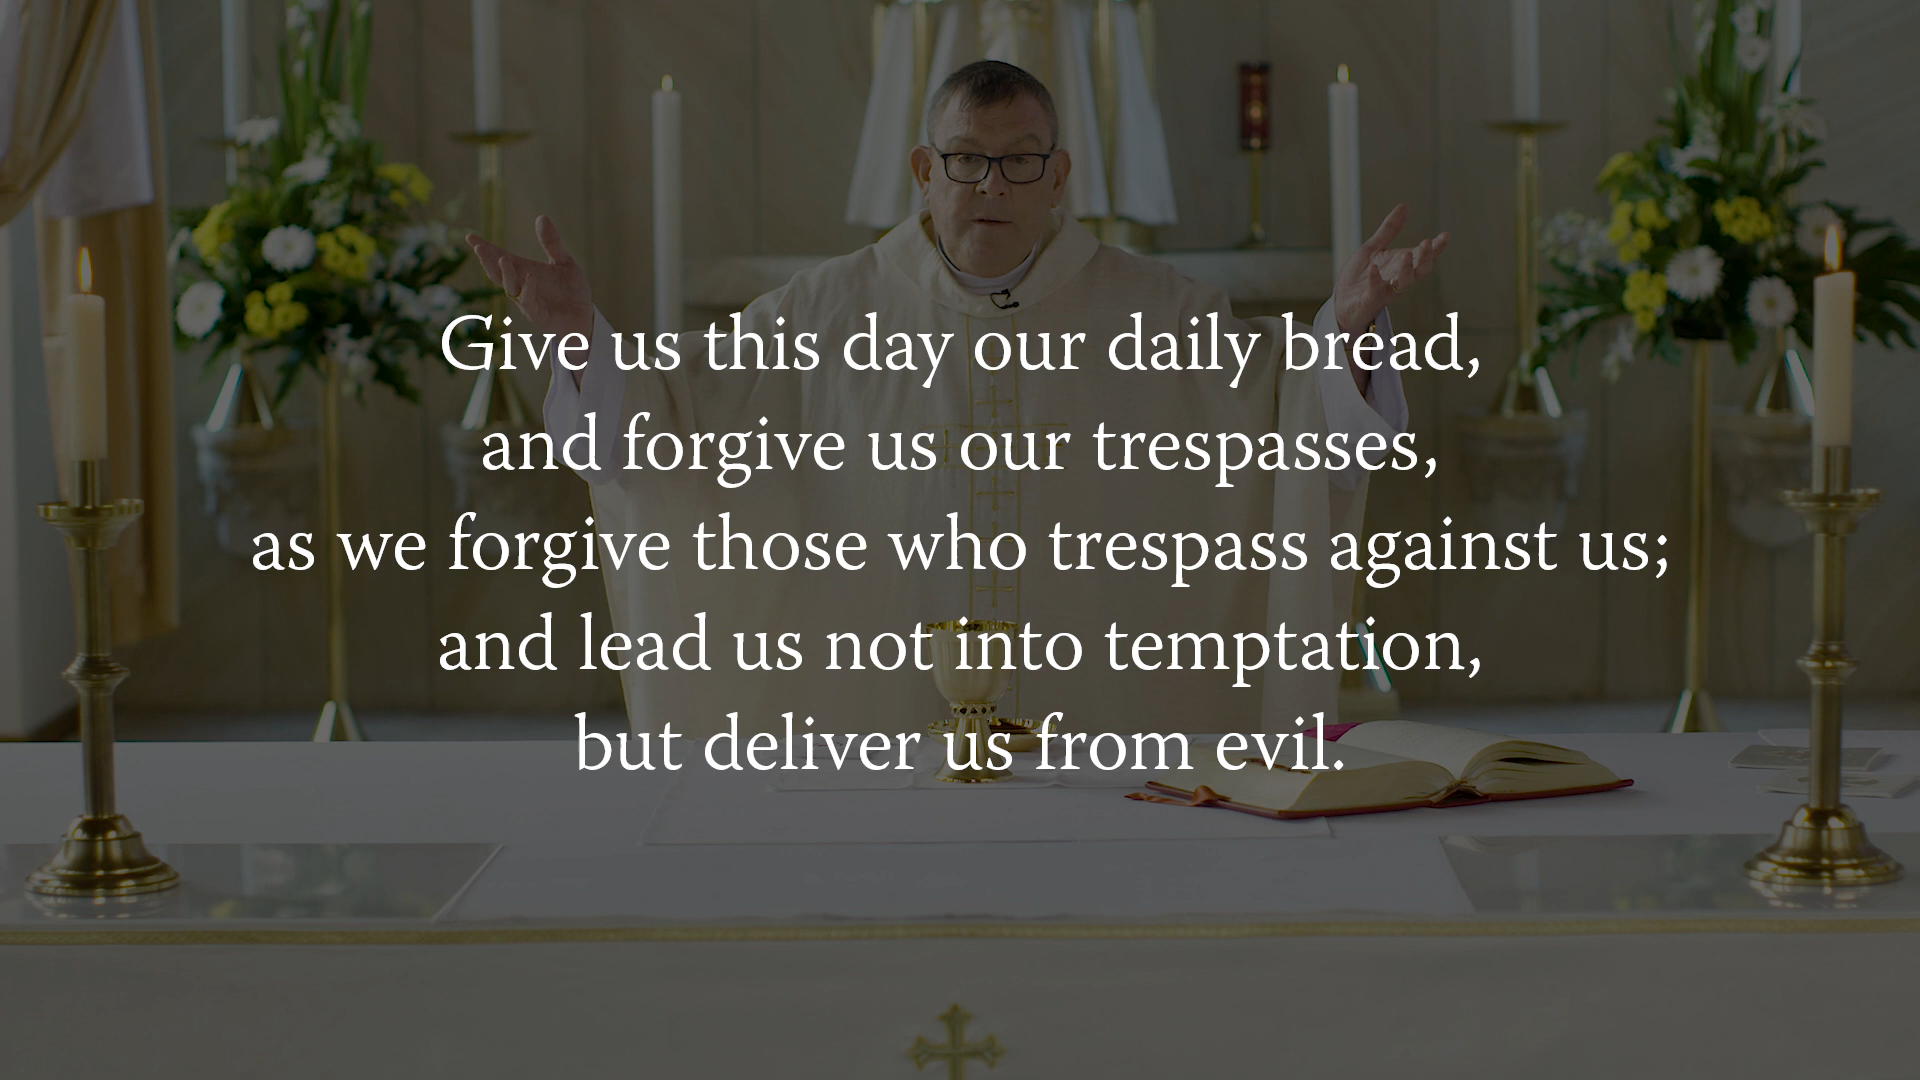 Give us this day our daily bread,
and forgive us our trespasses,
as we forgive those who trespass against us;
and lead us not into temptation,
but deliver us from evil.